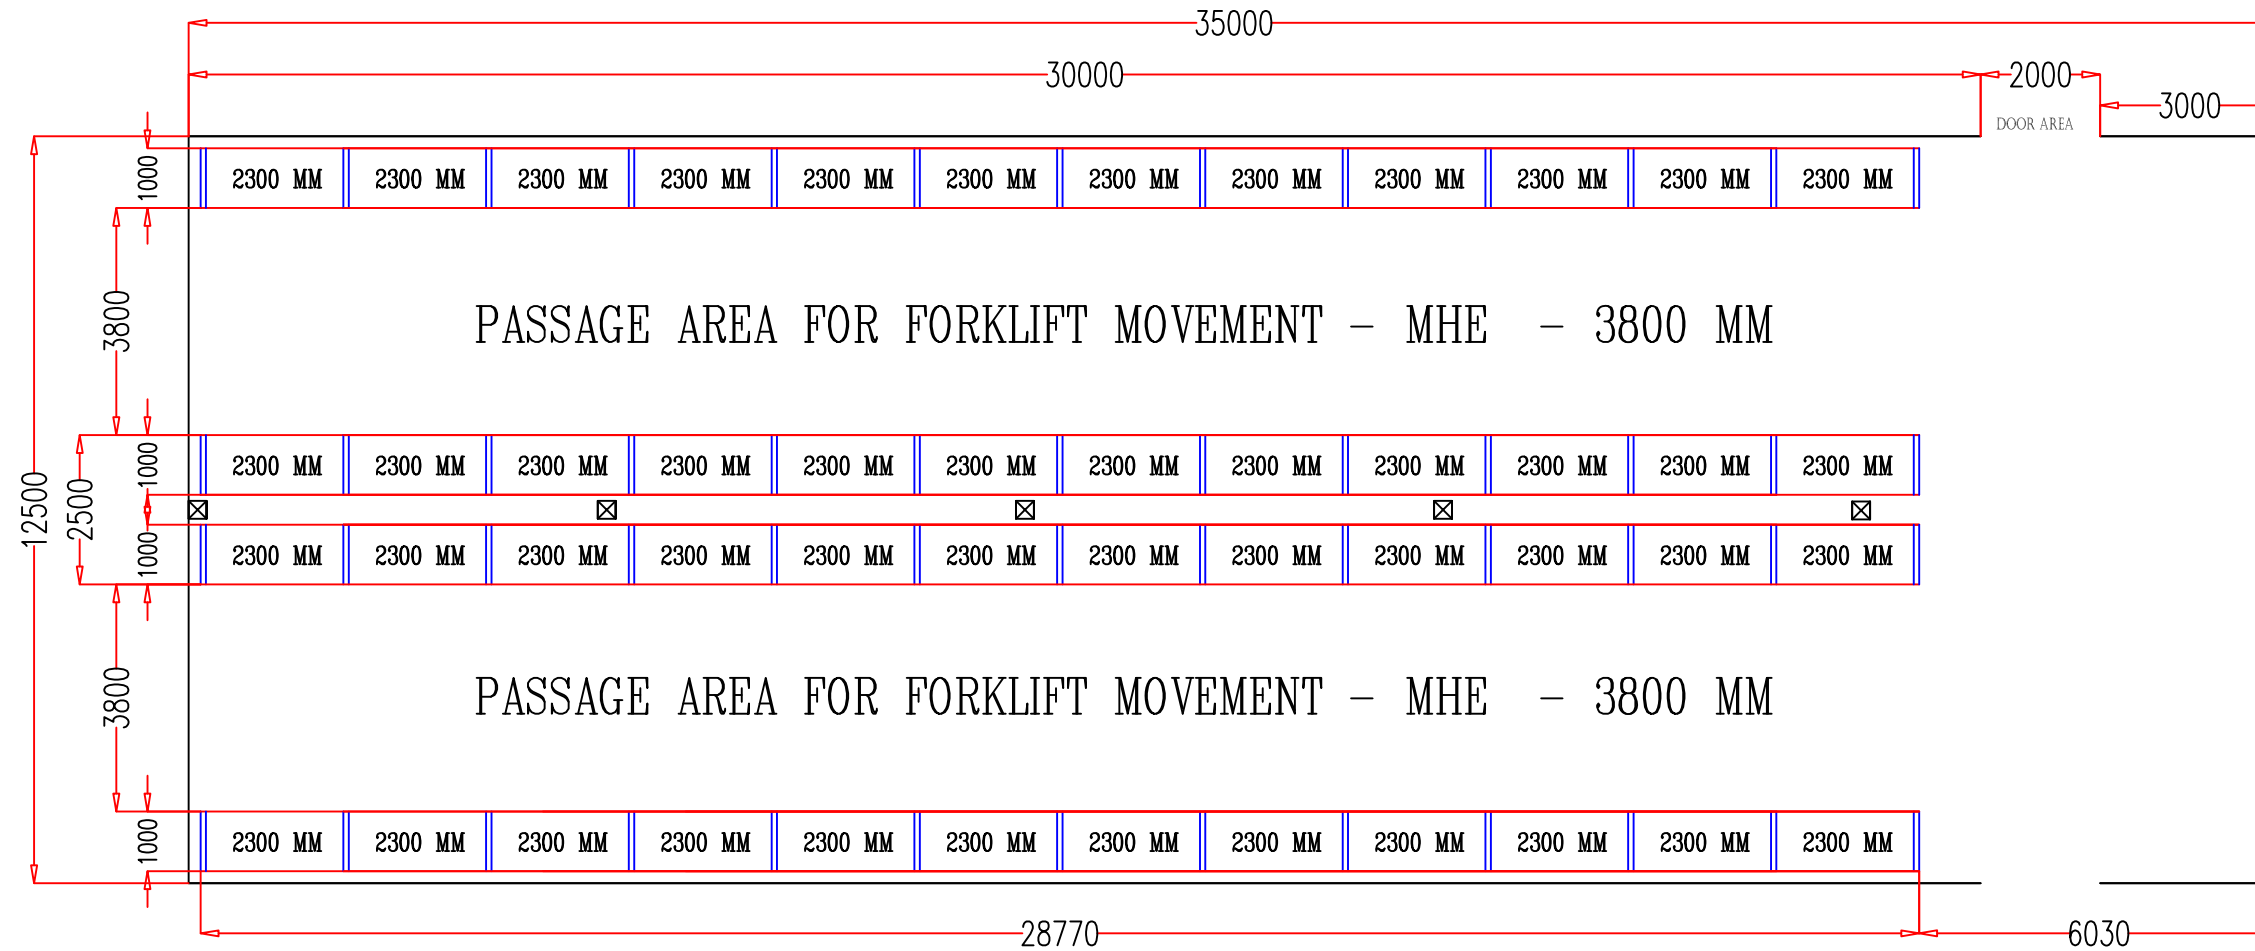 35000
30000
2000
3000
DOOR AREA
1000
2300 MM 2300 MM 2300 MM 2300 MM 2300 MM 2300 MM 2300 MM 2300 MM 2300 MM 2300 MM 2300 MM 2300 MM
3800
PASSAGE AREA FOR FORKLIFT MOVEMENT - MHE - 3800 MM
1000
2300 MM 2300 MM 2300 MM 2300 MM 2300 MM 2300 MM 2300 MM 2300 MM 2300 MM 2300 MM 2300 MM 2300 MM
12500
2500
1000
2300 MM 2300 MM 2300 MM 2300 MM 2300 MM 2300 MM 2300 MM 2300 MM 2300 MM 2300 MM 2300 MM 2300 MM
3800
PASSAGE AREA FOR FORKLIFT MOVEMENT - MHE - 3800 MM
1000
2300 MM 2300 MM 2300 MM 2300 MM 2300 MM 2300 MM 2300 MM 2300 MM 2300 MM 2300 MM 2300 MM 2300 MM
28770
6030